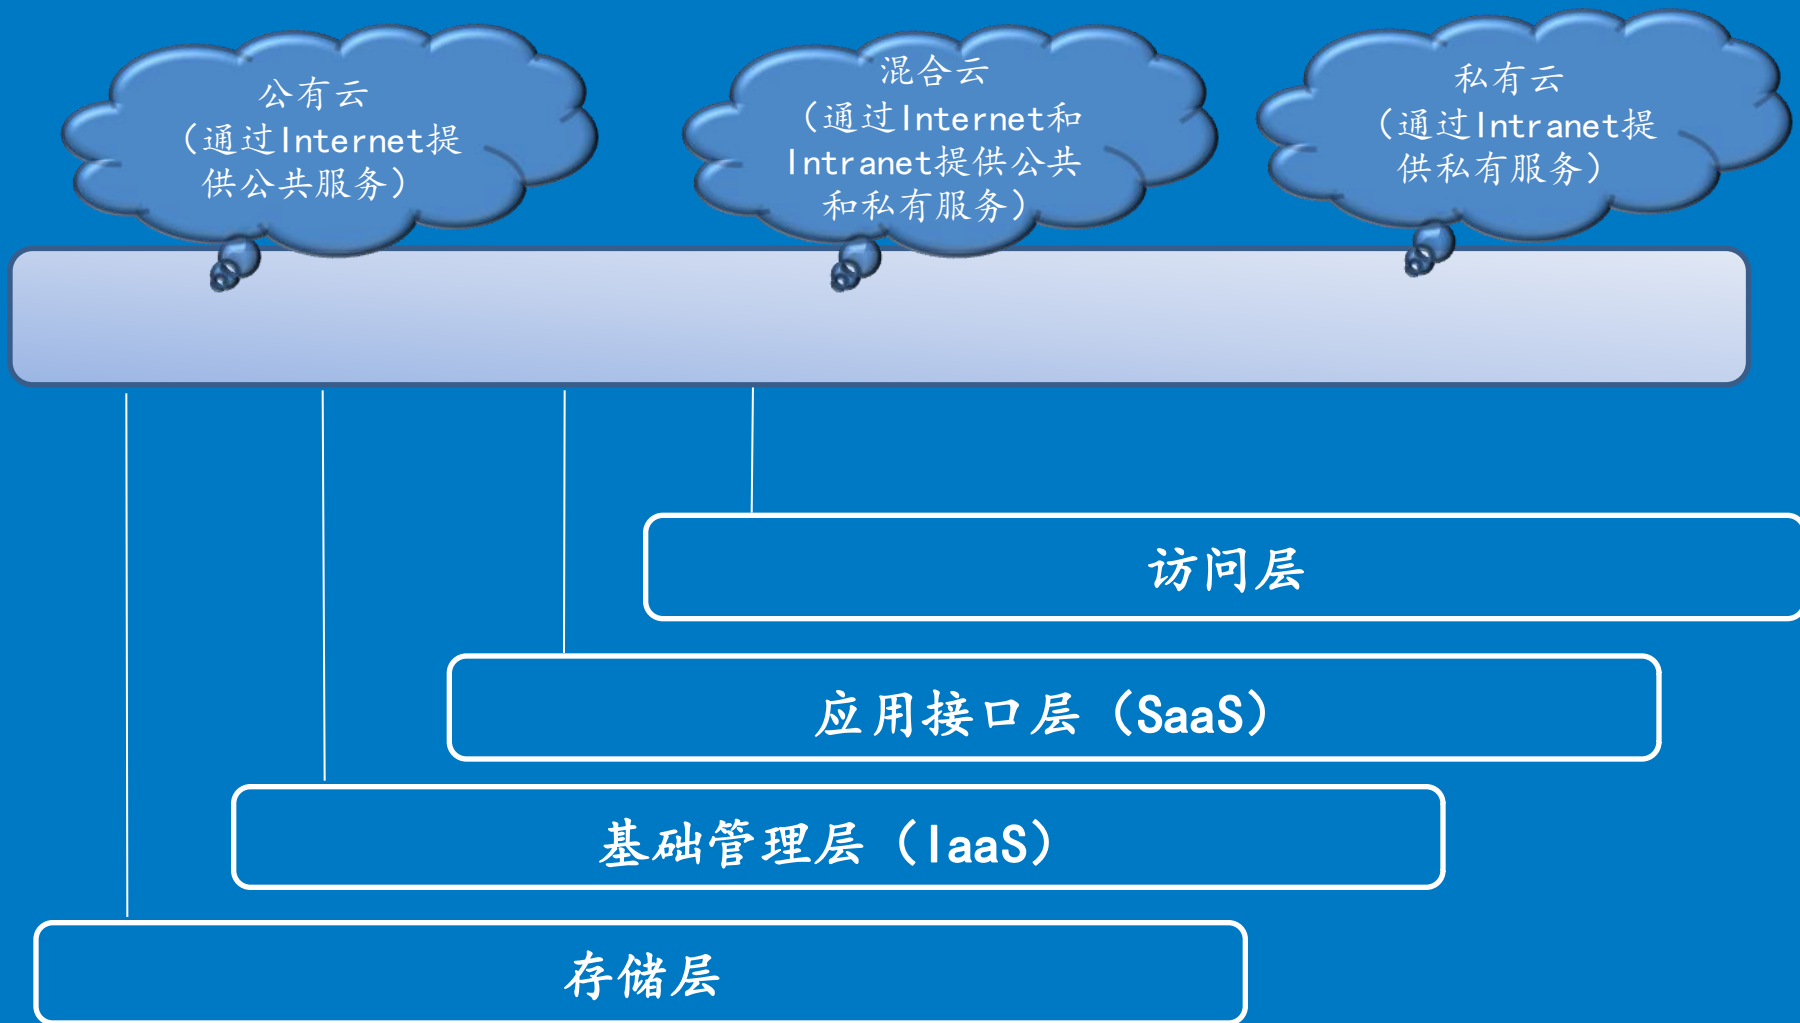 公有云
（通过Internet提
供公共服务）
混合云
（通过Internet和
Intranet提供公共
和私有服务）
私有云
（通过Intranet提
供私有服务）
访问层
应用接口层（SaaS）
基础管理层（IaaS）
存储层